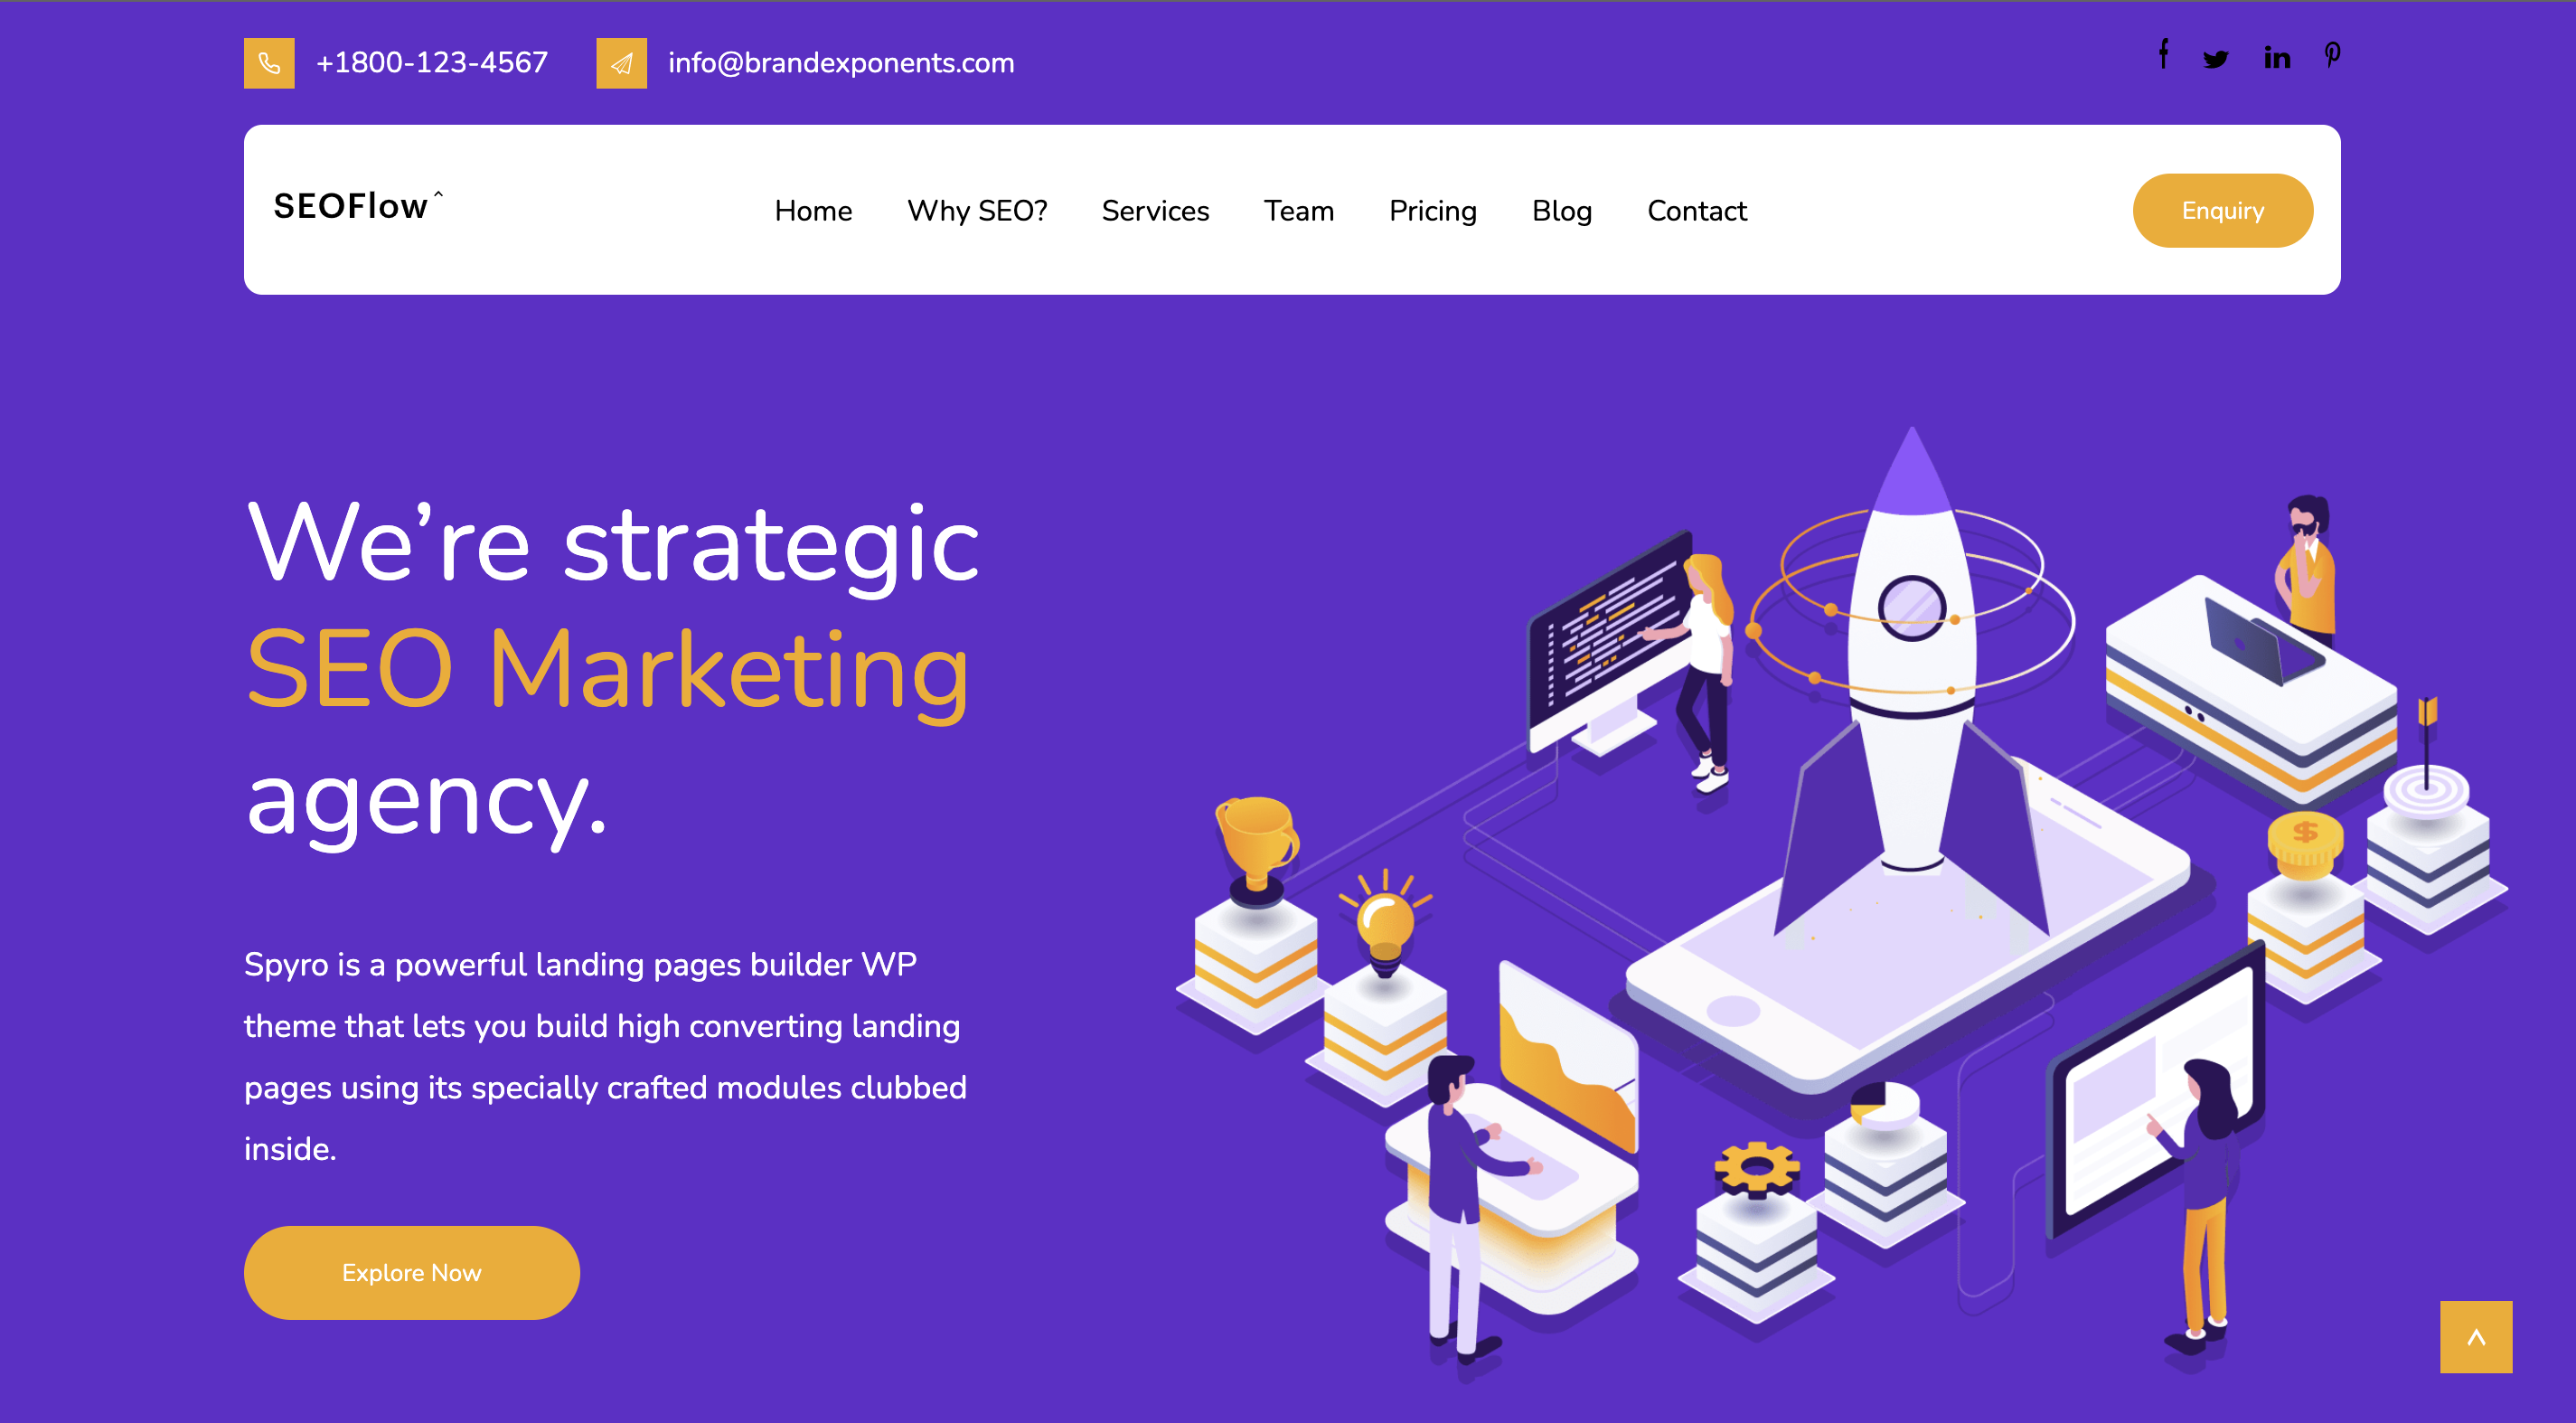 +1800-123-4567 info@brandexponents.com
SEOFlow^ Home Why SEO? Services Team Pricing Blog Contact Enquiry
We’re strategic
SEO Marketing
agency.
Spyro is a powerful landing pages builder WP
theme that lets you build high converting landing
pages using its specially crafted modules clubbed
inside.
Explore Now
$